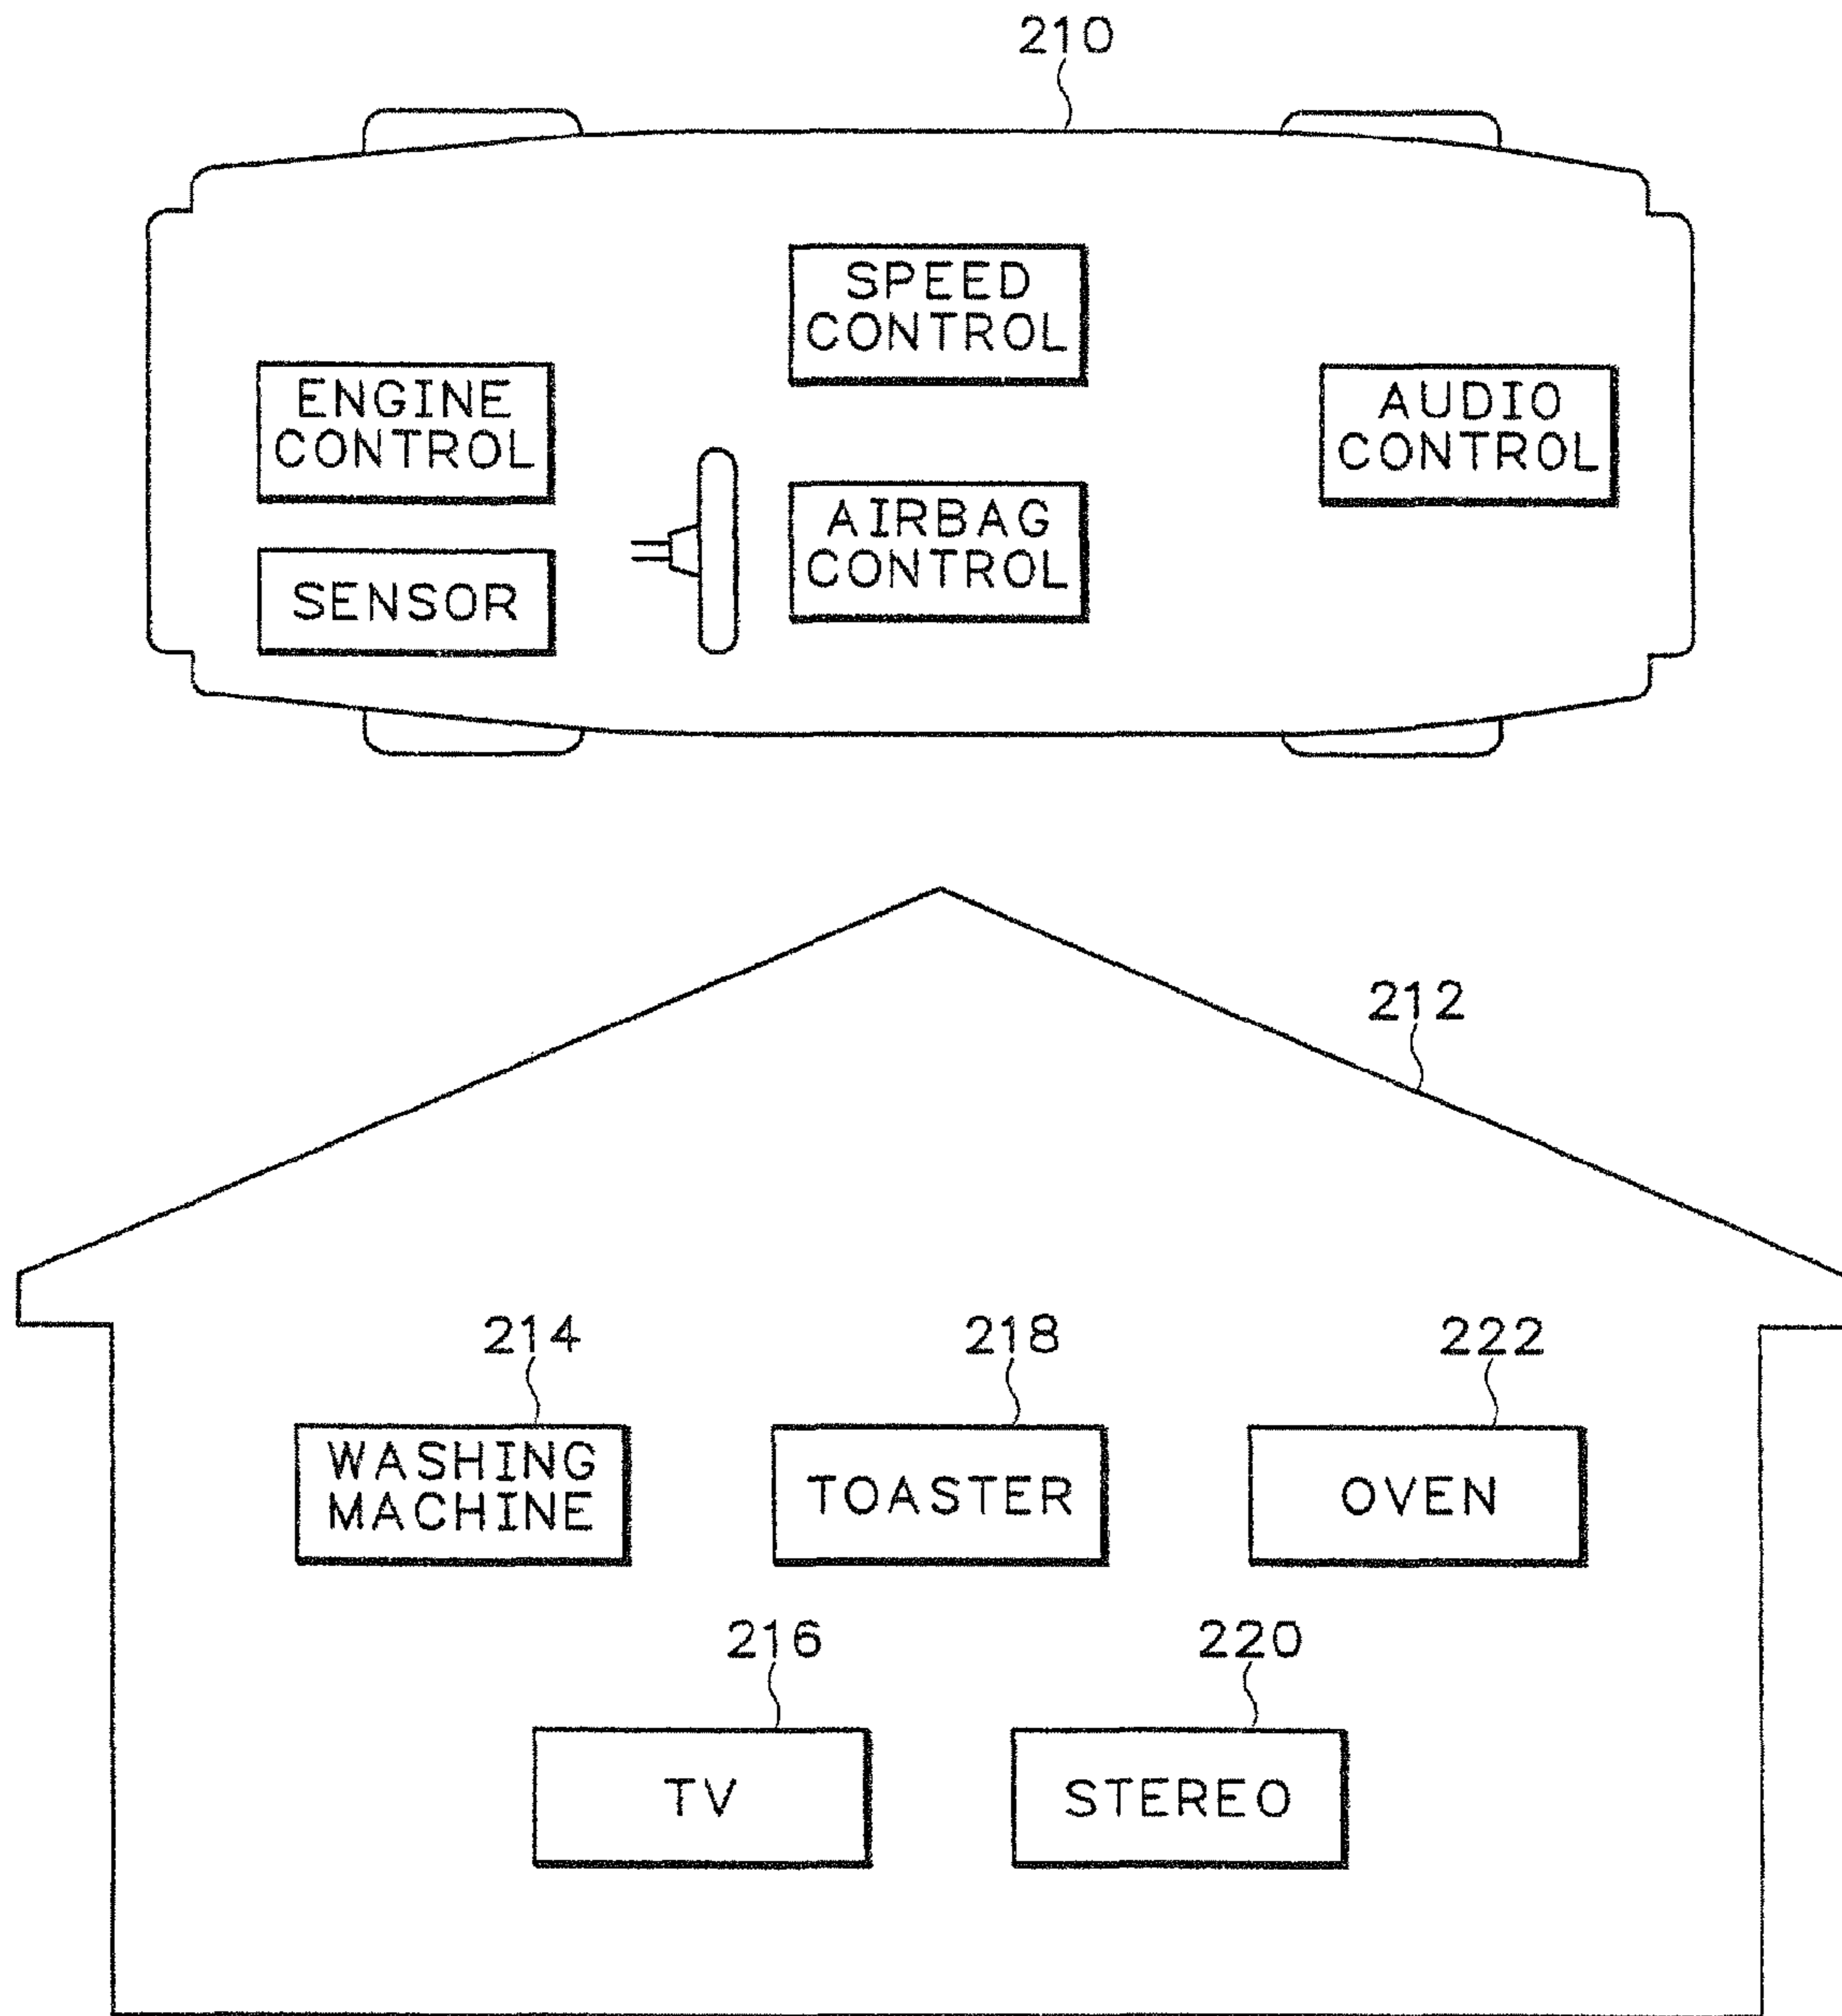 210
SPEED
CONTROL
ENGINE
CONTROL
AUDIO
CONTROL
AIRBAG
CONTROL
SENSOR
212
214
218
222
WASHING
MACHINE
TOASTER
OVEN
216
220
TV
STEREO